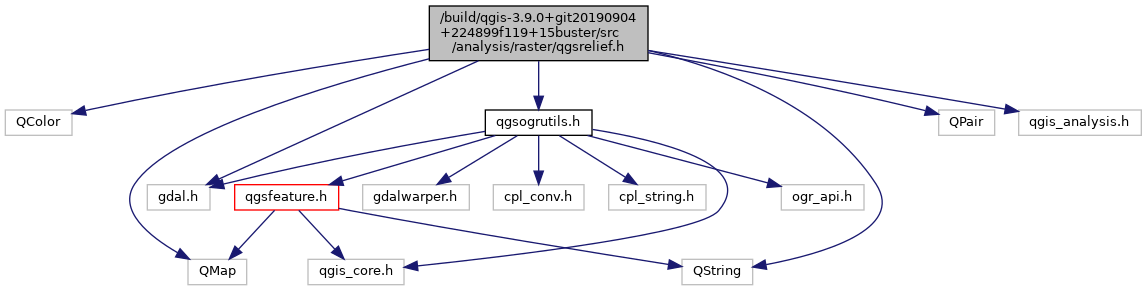 /build/qgis-3.9.0+git20190904
+224899f119+15buster/src
/analysis/raster/qgsrelief.h
QColor
qgsogrutils.h
QPair
qgis_analysis.h
gdal.h
qgsfeature.h
gdalwarper.h
cpl_conv.h
cpl_string.h
ogr_api.h
QMap
qgis_core.h
QString